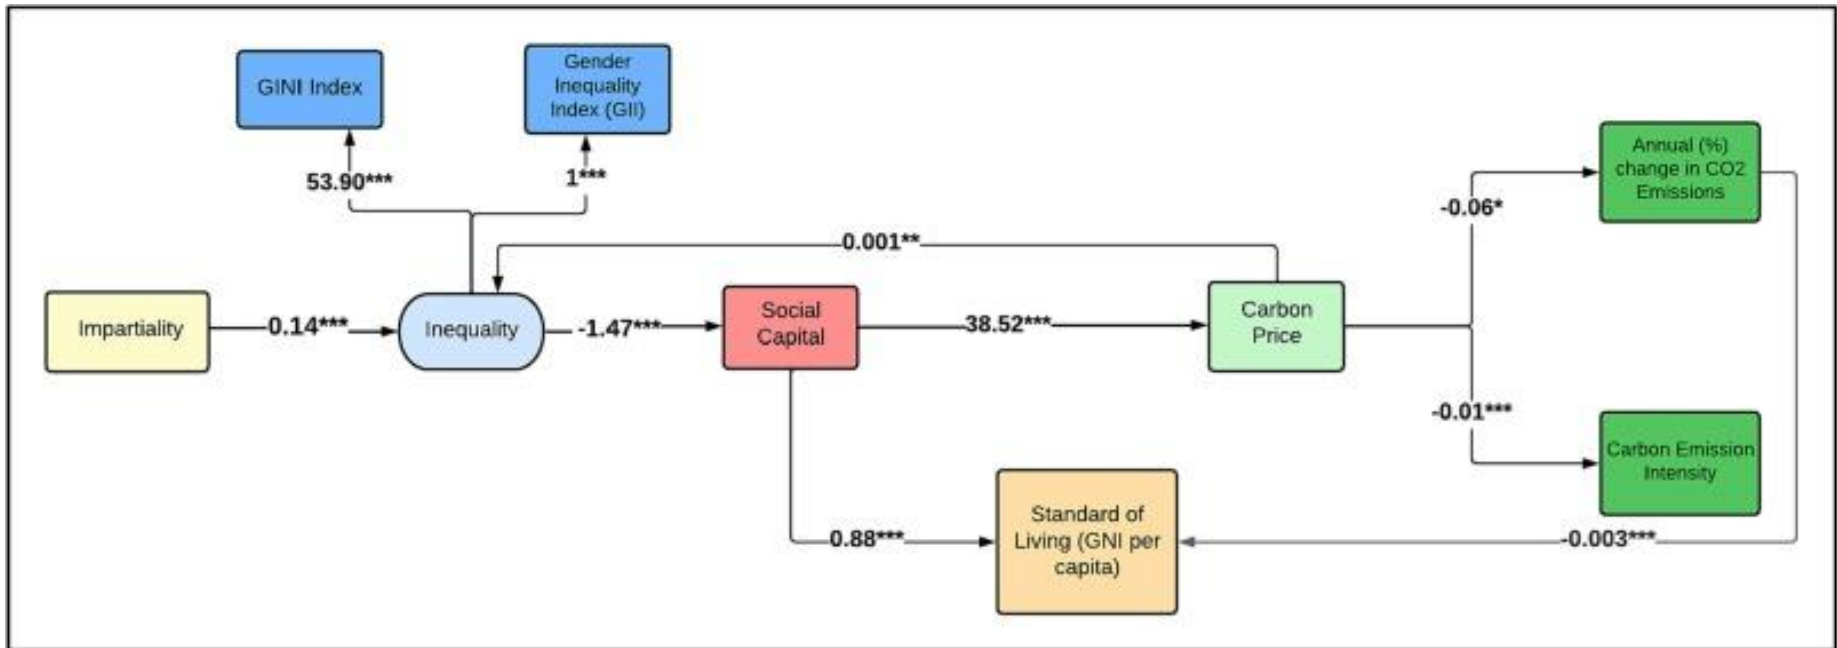 GINI Index
Gender
Inequality
Index (GII)
53.90***
1***
Annual (%)
change in CO2
Emissions
-0.06*
0.001**
Impartiality
0.14***
Inequality
-1.47***
Social
Capital
38.52***
Carbon
Price
-0.01***
Carbon Emission
Intensity
Standard of
Living (GNI per
capita)
0.88***
-0.003***